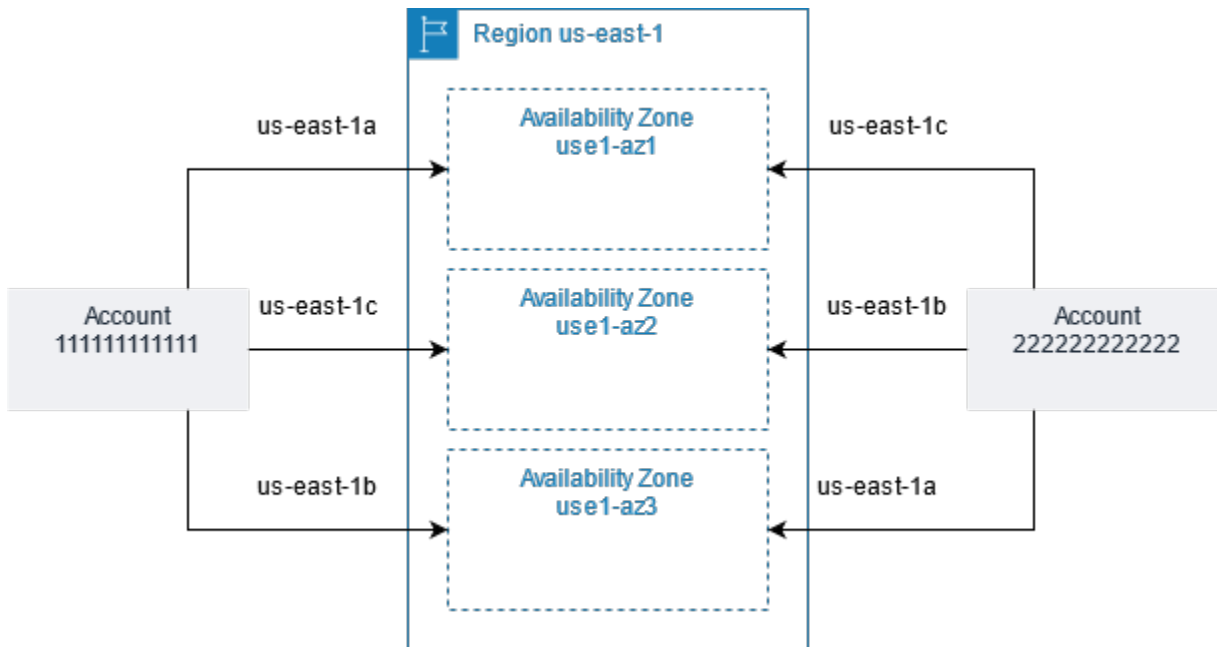 Region us-east-1
us-east-1a
Availability Zone
use1-az1
us-east-1c
Account
111111111111
us-east-1c
Availability Zone
use1-az2
us-east-1b
Account
222222222222
us-east-1b
Availability Zone
use1-az3
us-east-1a